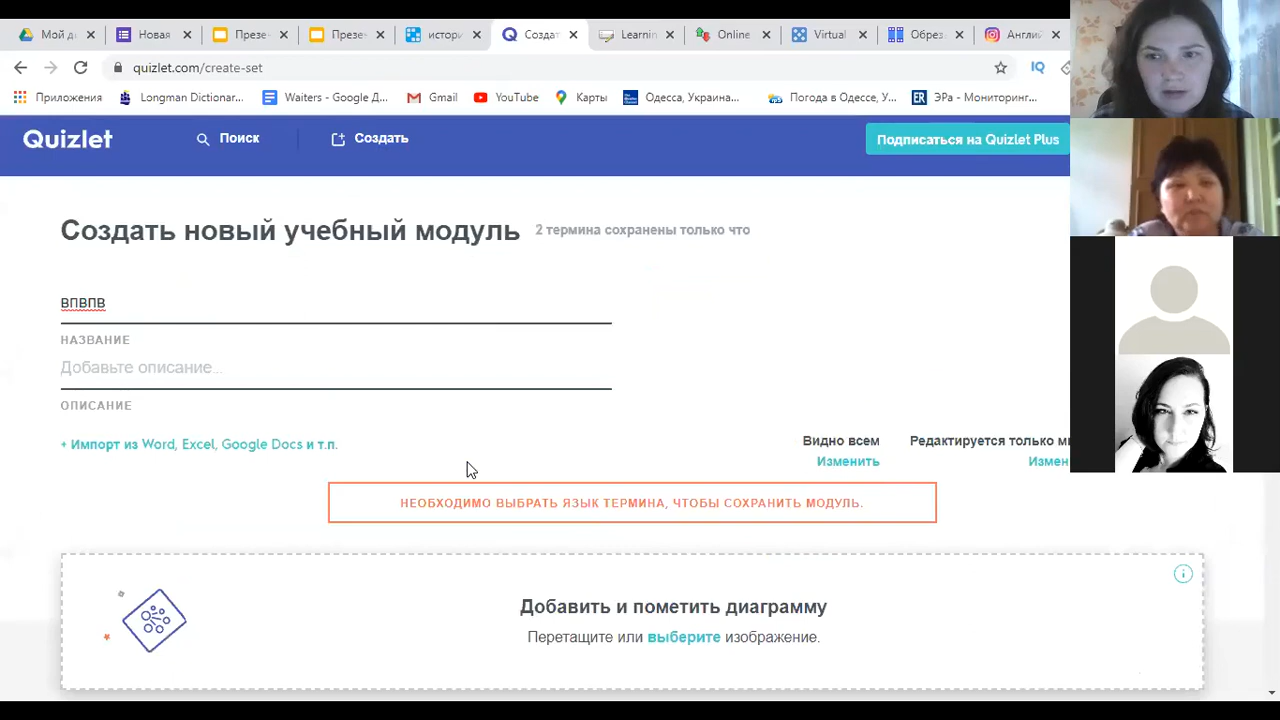 Мой д
Новая
Презе
Презе
истори
Создат
Learnin
Online
Virtual
Обрез
Англи
quizlet.com/create-set
IQ
Приложения
Longman Dictionar...
Waiters - Google Д...
Gmail
YouTube
Карты
Одесса, Украина...
Погода в Одессе, У...
ER
ЭРа - Мониторинг...
Quizlet
Поиск
Создать
Подписаться на Quizlet Plus
Создать новый учебный модуль
2 термина сохранены только что
ВПВПВ
НАЗВАНИЕ
Добавьте описание...
ОПИСАНИЕ
+ Импорт из Word, Excel, Google Docs и т.п.
Видно всем
Редактируется только м
Изменить
Измен
НЕОБХОДИМО ВЫБРАТЬ ЯЗЫК ТЕРМИНА, ЧТОБЫ СОХРАНИТЬ МОДУЛЬ.
Добавить и пометить диаграмму
Перетащите или выберите изображение.